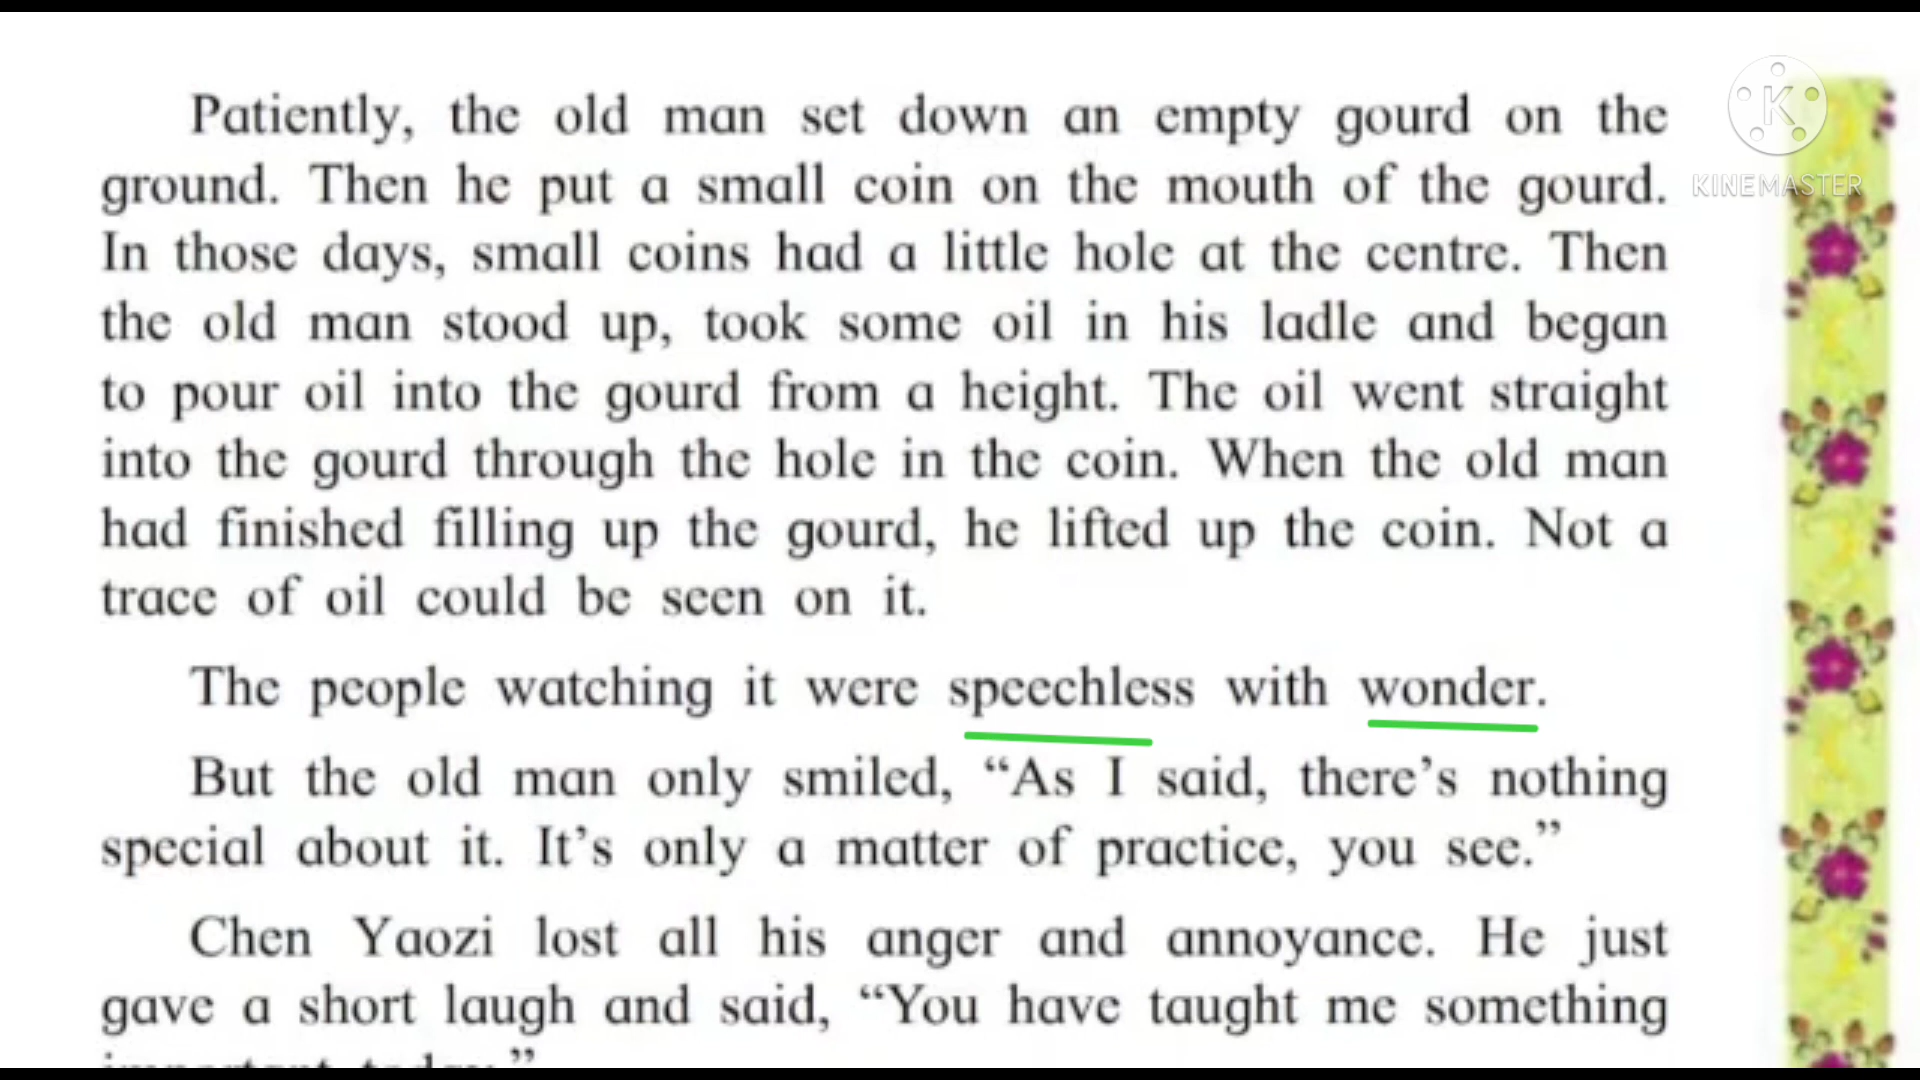 Patiently, the old man set down an empty gourd on the
ground. Then he put a small coin on the mouth of the gourd.
In those days, small coins had a little hole at the centre. Then
the old man stood up, took some oil in his ladle and began
to pour oil into the gourd from a height. The oil went straight
into the gourd through the hole in the coin. When the old man
had finished filling up the gourd, he lifted up the coin. Not a
trace of oil could be seen on it.
The people watching it were speechless with wonder.
But the old man only smiled, “As I said, there’s nothing
special about it. It’s only a matter of practice, you see.”
Chen Yaozi lost all his anger and annoyance. He just
gave a short laugh and said, “You have taught me something
important today.”
K
KINEMASTER